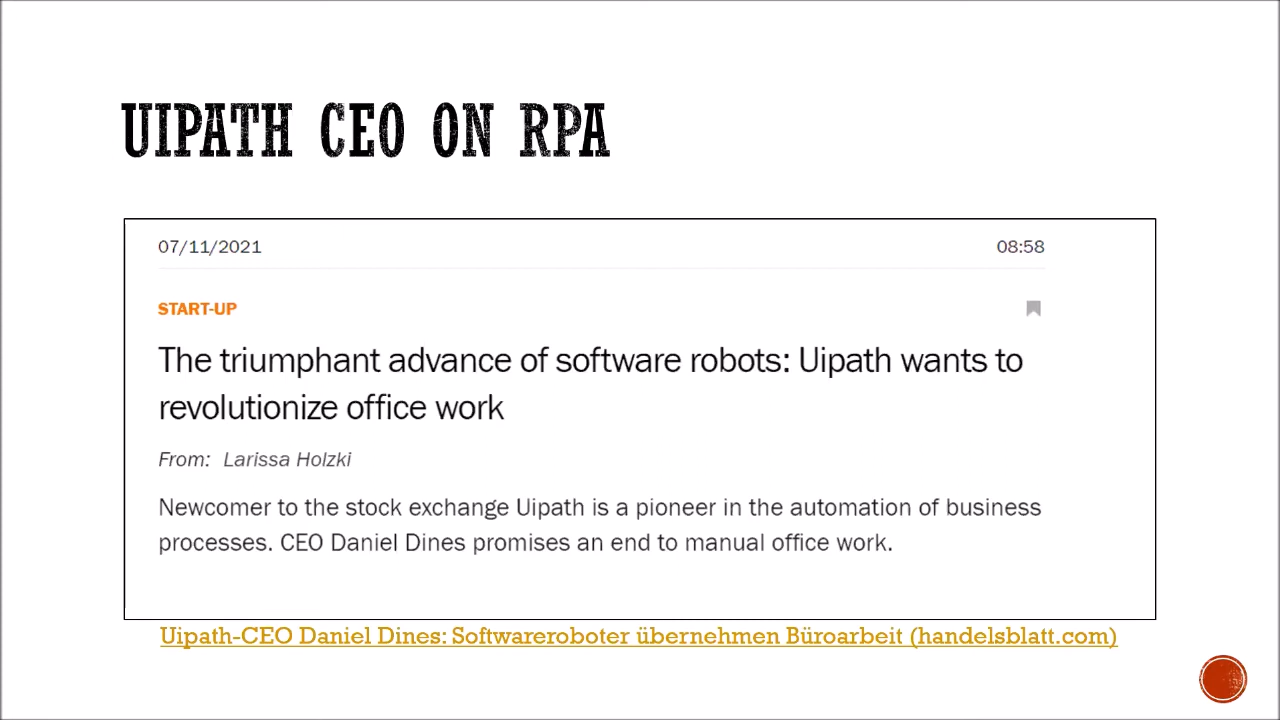 UIPATH CEO ON RPA
07/11/2021 08:58
START-UP
The triumphant advance of software robots: Uipath wants to
revolutionize office work
From: Larissa Holzki
Newcomer to the stock exchange Uipath is a pioneer in the automation of business
processes. CEO Daniel Dines promises an end to manual office work.
Uipath-CEO Daniel Dines: Softwareroboter übernehmen Büroarbeit (handelsblatt.com)